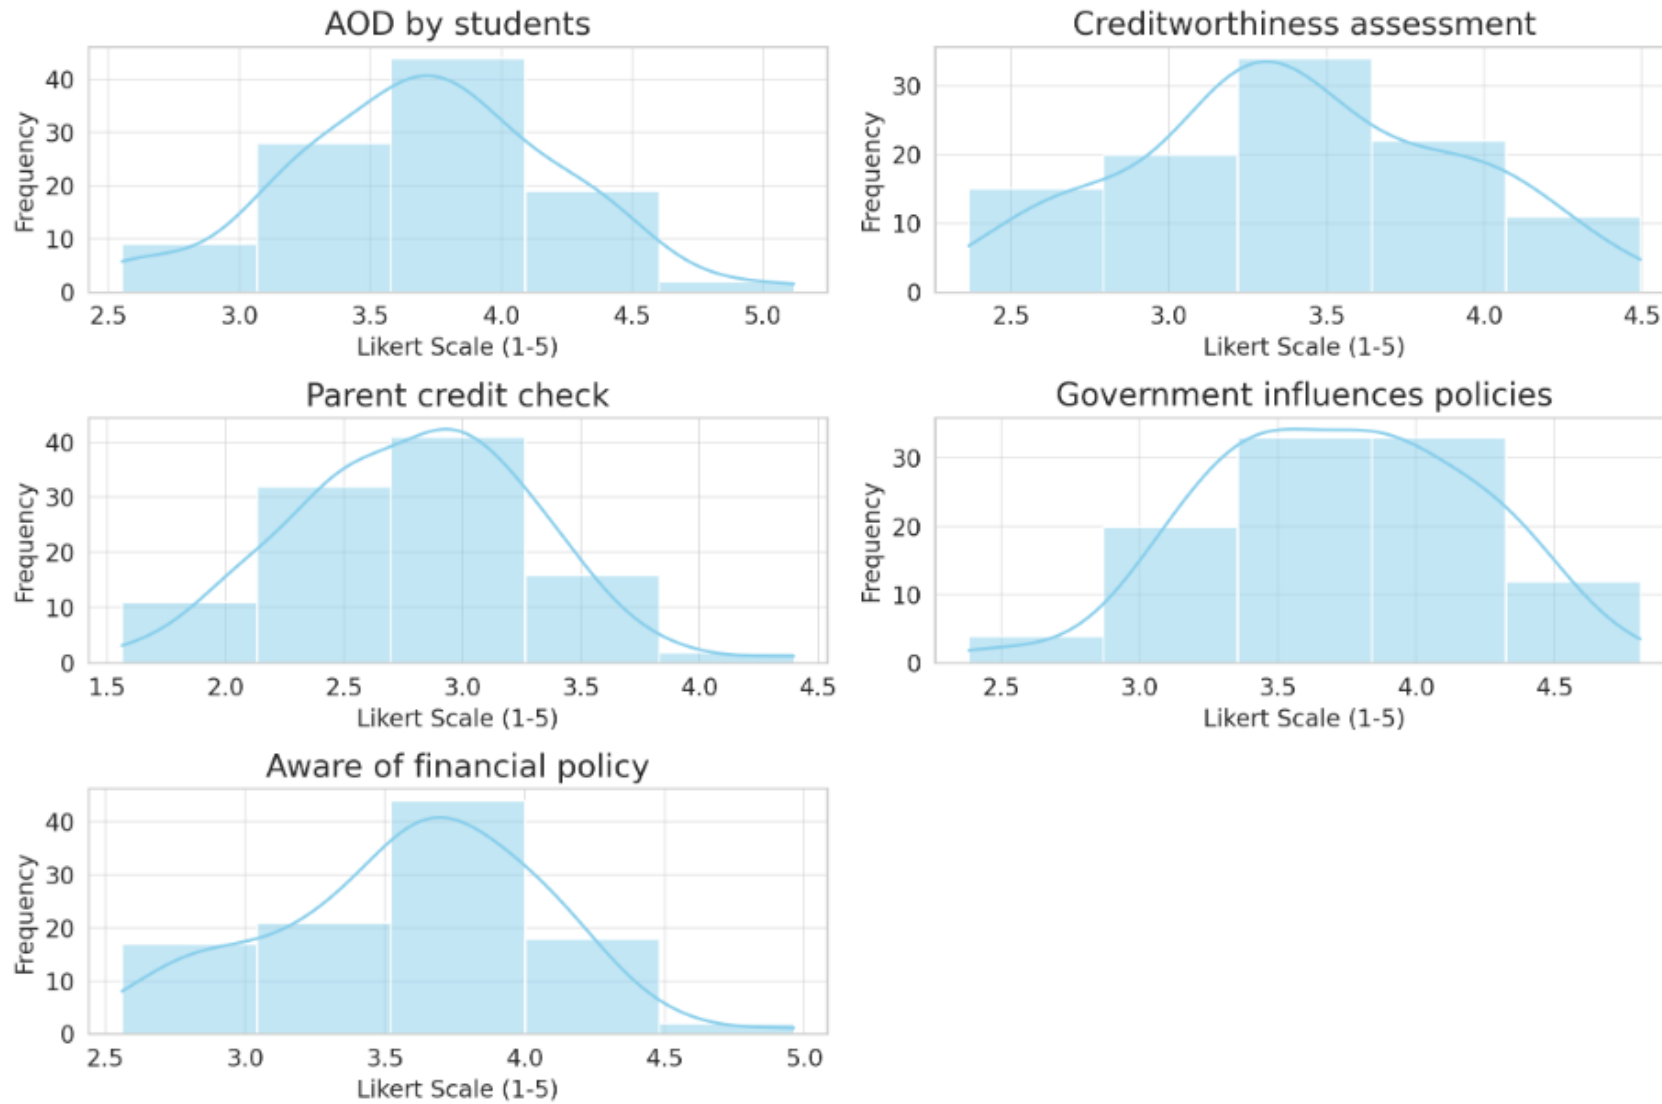 AOD by students
Frequency
40
30
20
10
0
2.5 3.0 3.5 4.0 4.5 5.0
Likert Scale (1-5)
Creditworthiness assessment
Frequency
30
20
10
0
2.5 3.0 3.5 4.0 4.5
Likert Scale (1-5)
Parent credit check
Frequency
40
30
20
10
0
1.5 2.0 2.5 3.0 3.5 4.0 4.5
Likert Scale (1-5)
Government influences policies
Frequency
30
20
10
0
2.5 3.0 3.5 4.0 4.5
Likert Scale (1-5)
Aware of financial policy
Frequency
40
30
20
10
0
2.5 3.0 3.5 4.0 4.5 5.0
Likert Scale (1-5)